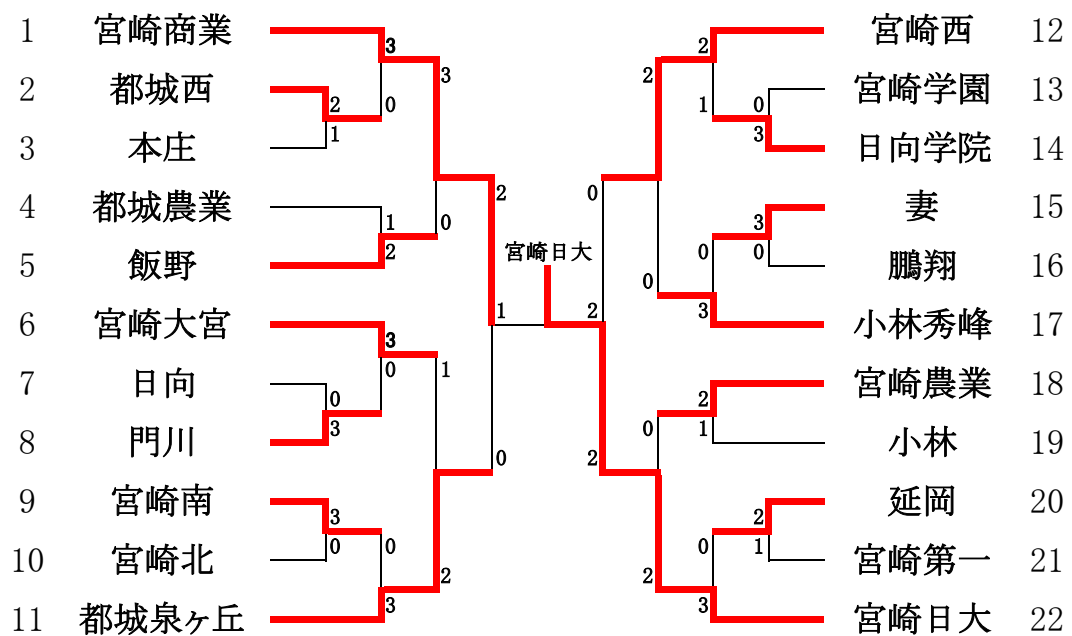 1 宮崎商業
2 都城西
3 本庄
4 都城農業
5 飯野
6 宮崎大宮
7 日向
8 門川
9 宮崎南
10 宮崎北
11 都城泉ヶ丘
3
0
2
1
3
0
1
2
2
0
3
0
0
3
1
2
3
0
0
3
1
宮崎日大
2
2
0
2
2
0
2
1
0
3
3
0
0
3
0
2
2
1
2
1
0
3
宮崎西 12
宮崎学園 13
日向学院 14
妻 15
鵬翔 16
小林秀峰 17
宮崎農業 18
小林 19
延岡 20
宮崎第一 21
宮崎日大 22